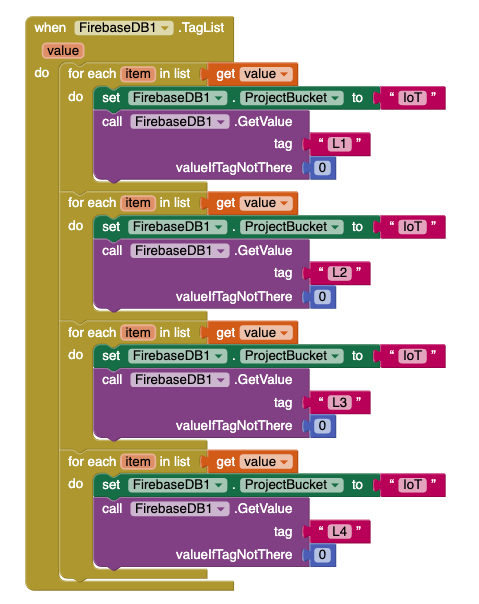 when FirebaseDB1 .TagList
value
do for each item in list get value
do set FirebaseDB1 . ProjectBucket to “ IoT ”
call FirebaseDB1 .GetValue
tag “ L1 ”
valueIfTagNotThere 0
for each item in list get value
do set FirebaseDB1 . ProjectBucket to “ IoT ”
call FirebaseDB1 .GetValue
tag “ L2 ”
valueIfTagNotThere 0
for each item in list get value
do set FirebaseDB1 . ProjectBucket to “ IoT ”
call FirebaseDB1 .GetValue
tag “ L3 ”
valueIfTagNotThere 0
for each item in list get value
do set FirebaseDB1 . ProjectBucket to “ IoT ”
call FirebaseDB1 .GetValue
tag “ L4 ”
valueIfTagNotThere 0